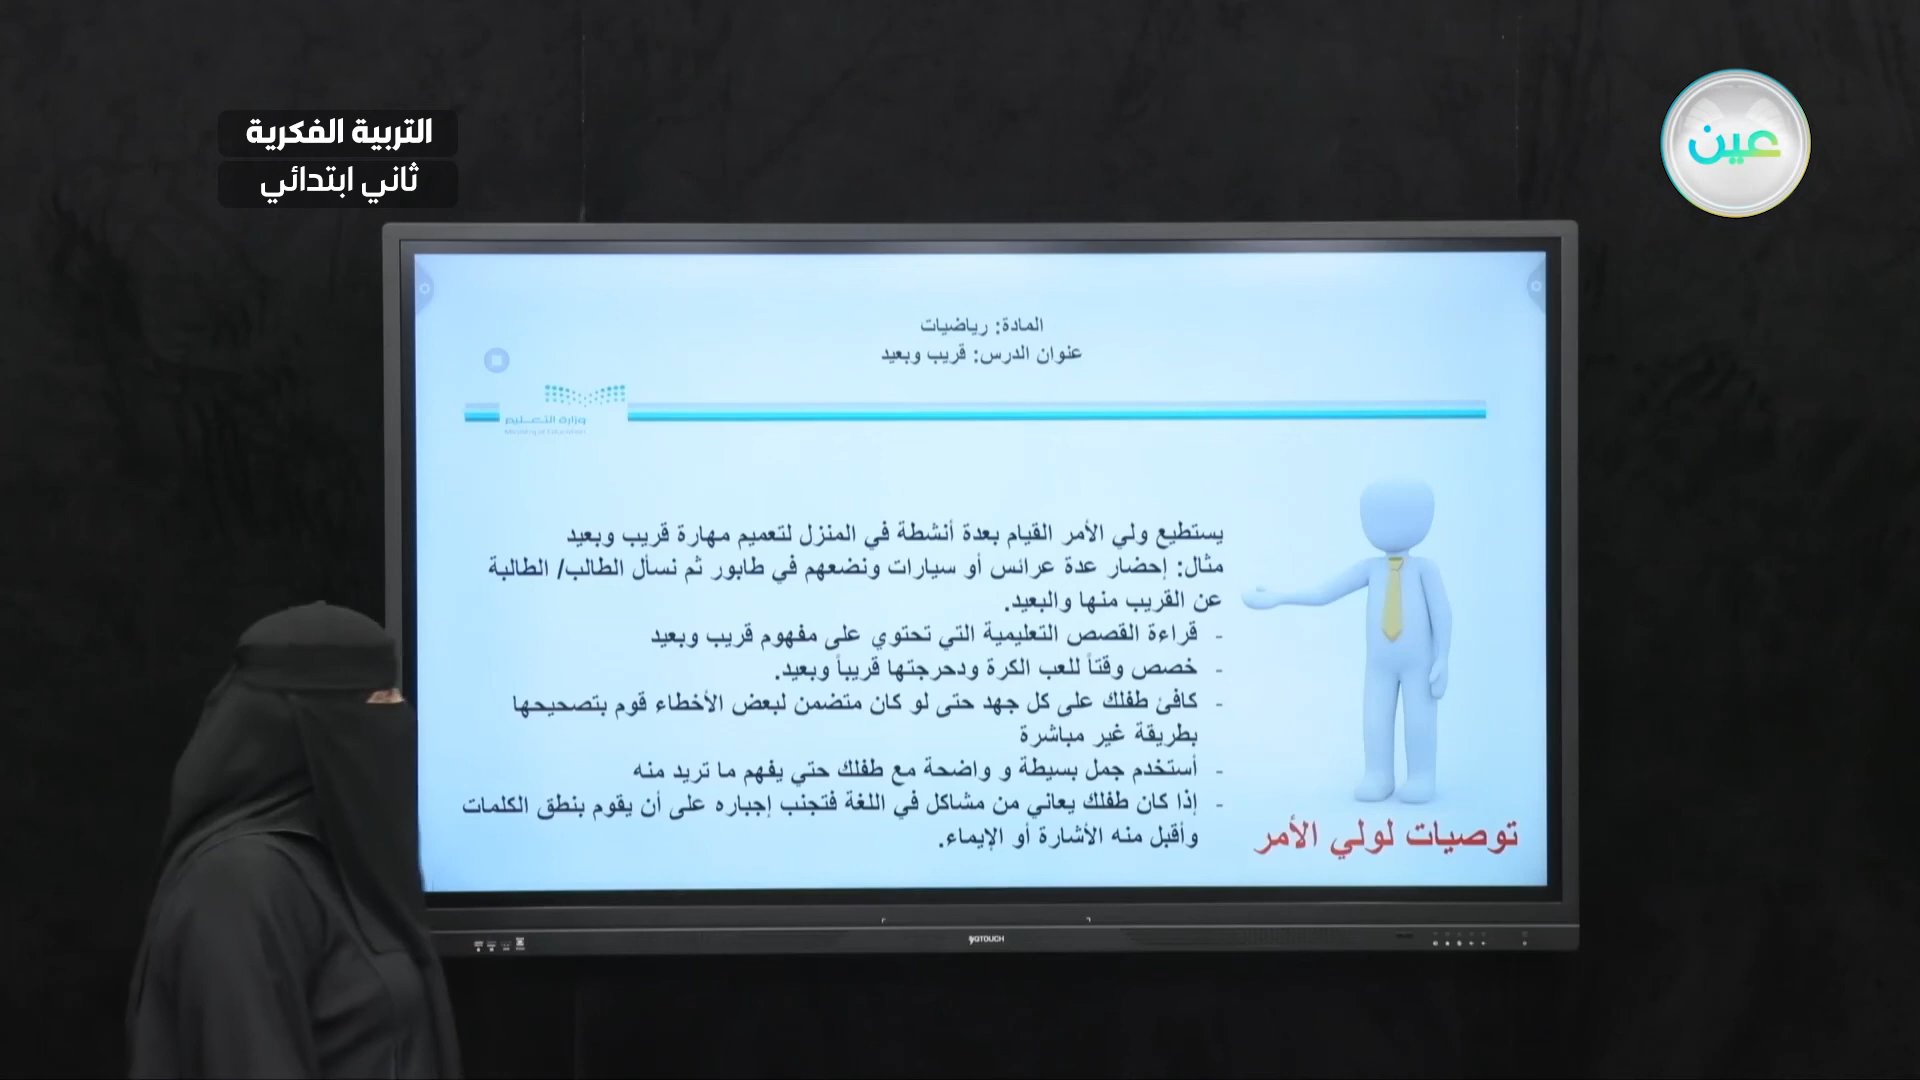 التربية الفكرية
ثاني ابتدائي
عين
المادة: رياضيات
عنوان الدرس: قريب وبعيد
وزارة التعليم
Ministry of Education
يستطيع ولي الأمر القيام بعدة أنشطة في المنزل لتعميم مهارة قريب وبعيد
مثال: إحضار عدة عرائس أو سيارات ونضعهم في طابور ثم نسأل الطالب/ الطالبة
عن القريب منها والبعيد.
- قراءة القصص التعليمية التي تحتوي على مفهوم قريب وبعيد
- خصص وقتاً للعب الكرة ودحرجتها قريباً وبعيد.
- كافئ طفلك على كل جهد حتى لو كان متضمن لبعض الأخطاء قوم بتصحيحها
بطريقة غير مباشرة
- أستخدم جمل بسيطة و واضحة مع طفلك حتي يفهم ما تريد منه
- إذا كان طفلك يعاني من مشاكل في اللغة فتجنب إجباره على أن يقوم بنطق الكلمات
وأقبل منه الأشارة أو الإيماء.
توصيات لولي الأمر
TOUCH